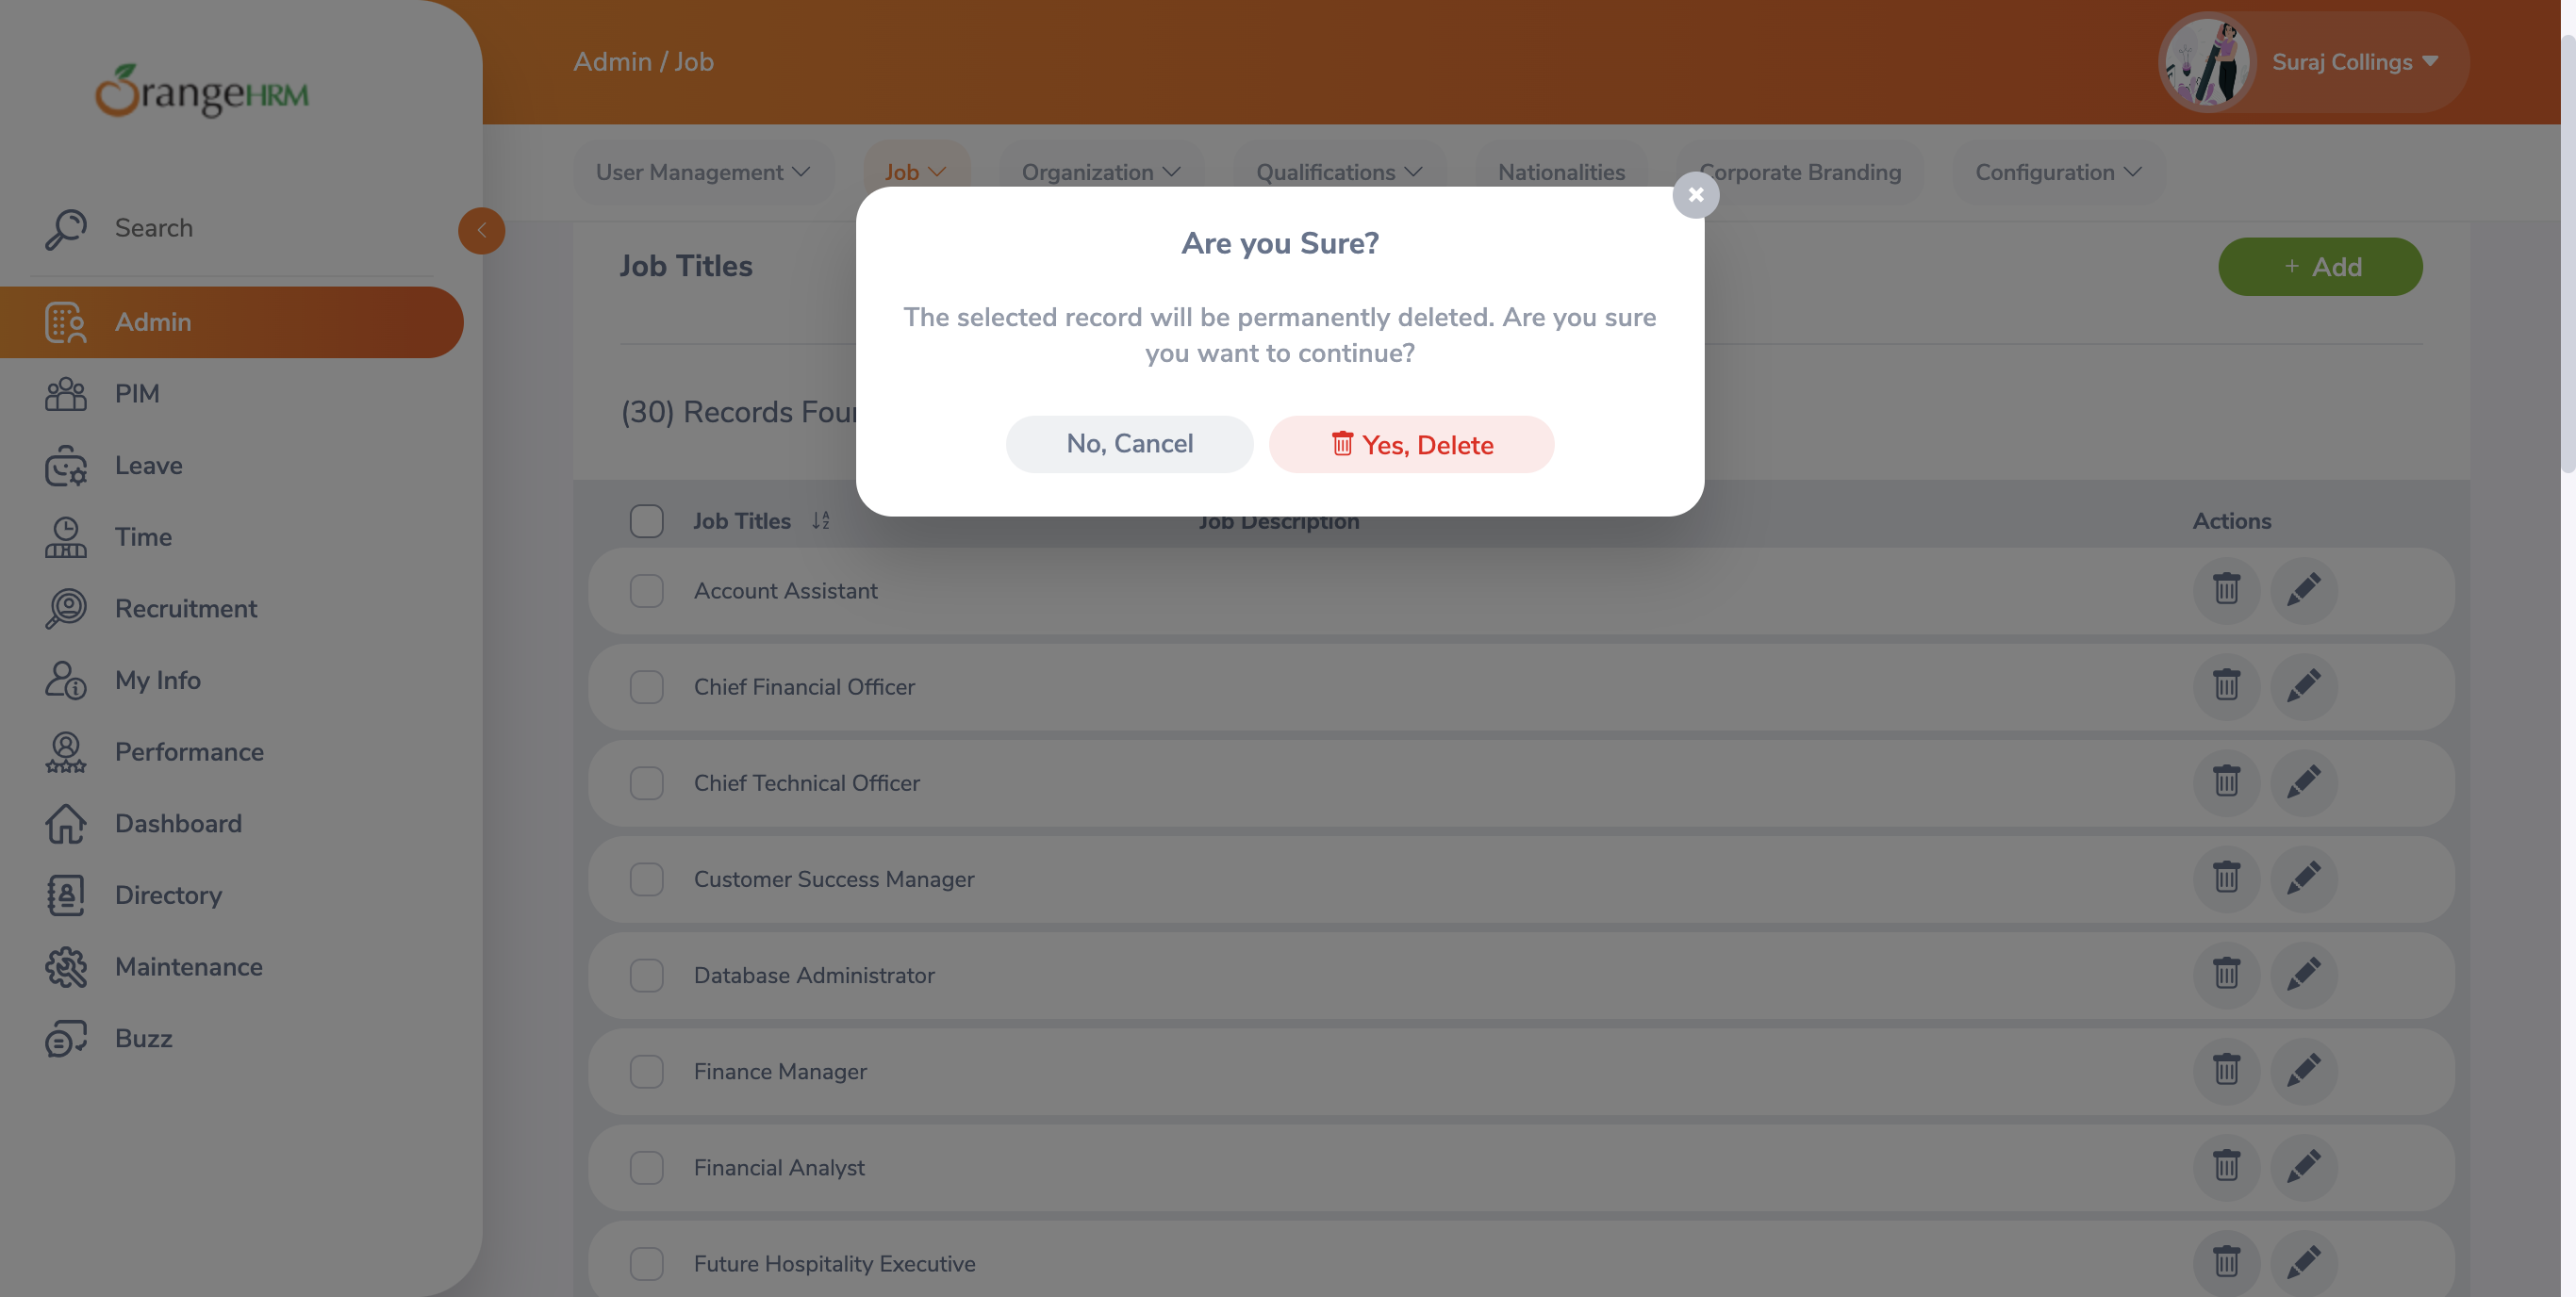 OrangeHRM
Admin / Job
Suraj Collings
User Management
Job
Organization
Qualifications
Nationalities
Corporate Branding
Configuration
Search
Admin
PIM
Leave
Time
Recruitment
My Info
Performance
Dashboard
Directory
Maintenance
Buzz
Are you Sure?
The selected record will be permanently deleted. Are you sure
you want to continue?
No, Cancel
Yes, Delete
Job Titles
+ Add
(30) Records Fou
Job Titles
Job Description
Actions
Account Assistant
Chief Financial Officer
Chief Technical Officer
Customer Success Manager
Database Administrator
Finance Manager
Financial Analyst
Future Hospitality Executive